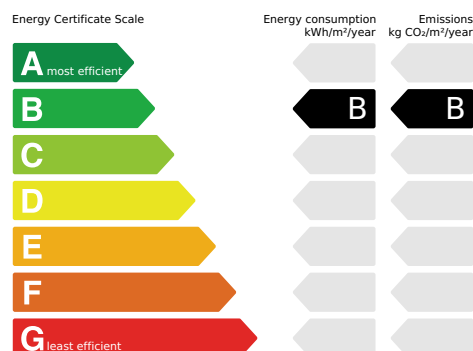 Energy Certificate Scale
Energy consumption
kWh/m²/year
Emissions
kg CO₂/m²/year
A most efficient
B
B
B
C
D
E
F
G least efficient